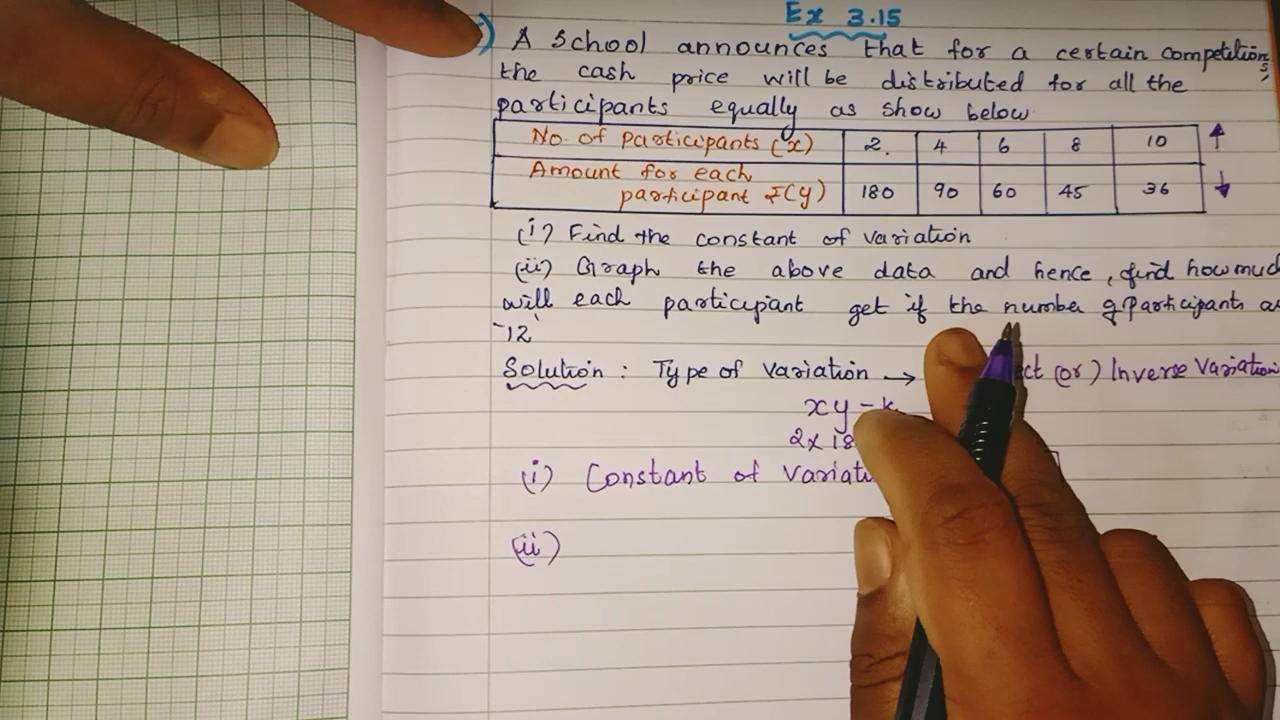 Ex 3.15
) A School announces that for a certain competition,
the cash price will be distributed for all the
participants equally as show below
No. of Participants (x) 2. 4 6 8 10 ↑
Amount for each
participant ₹(y) 180 90 60 45 36 ↓
(i) Find the constant of variation
(ii) Graph the above data and hence, find how
will each participant get if the number of participants
12
Solution : Type of variation → (or) Inverse Variation
xy = k
2 x
(i) Constant of
(ii)